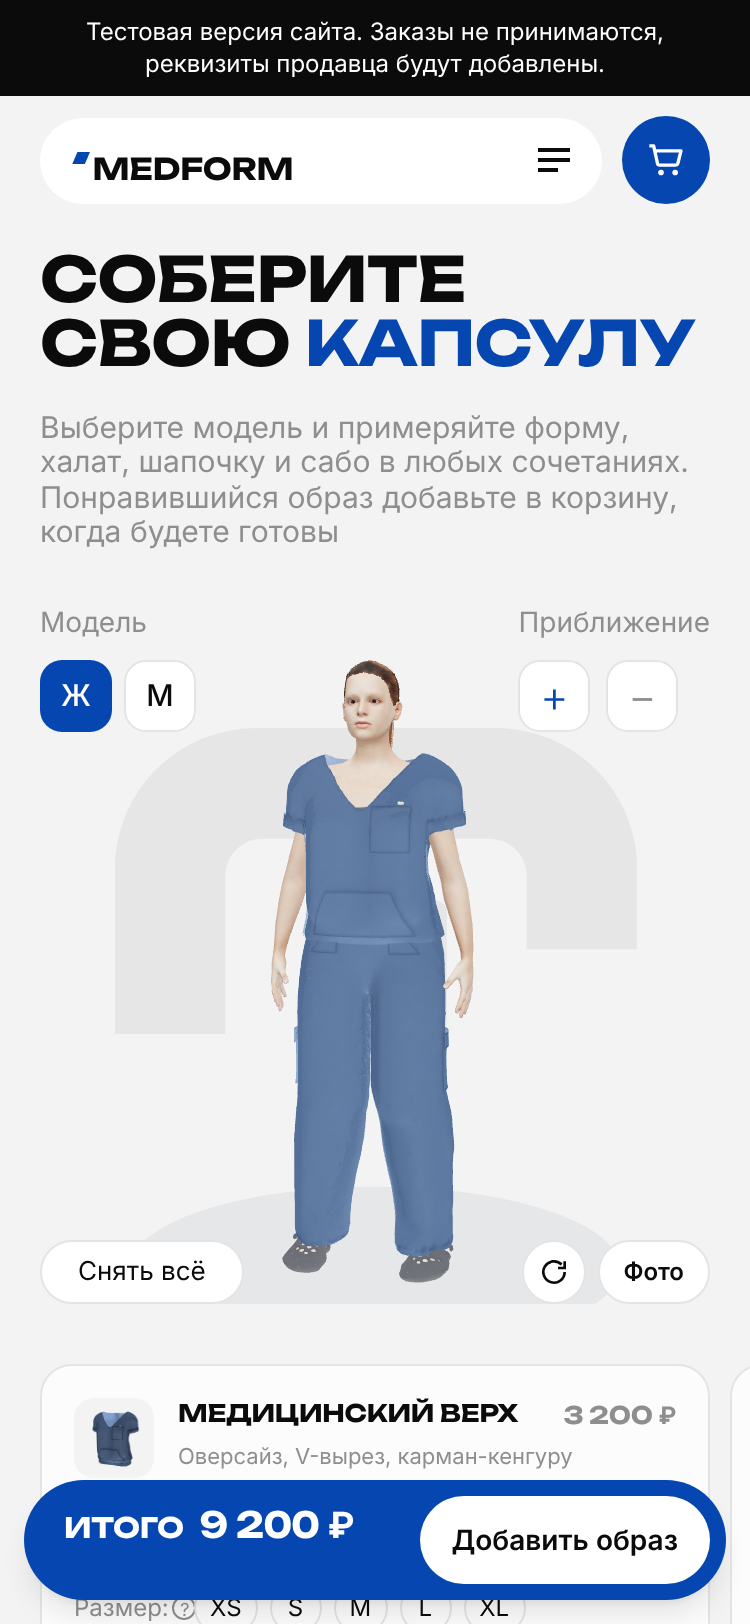 Тестовая версия сайта. Заказы не принимаются,
реквизиты продавца будут добавлены.
MEDFORM
СОБЕРИТЕ
СВОЮ КАПСУЛУ
Выберите модель и примеряйте форму,
халат, шапочку и сабо в любых сочетаниях.
Понравившийся образ добавьте в корзину,
когда будете готовы
Модель
Приближение
Ж М + −
Снять всё
Фото
МЕДИЦИНСКИЙ ВЕРХ 3 200 ₽
Оверсайз, V-вырез, карман-кенгуру
ИТОГО 9 200 ₽ Добавить образ
Размер: ? XS S M L XL